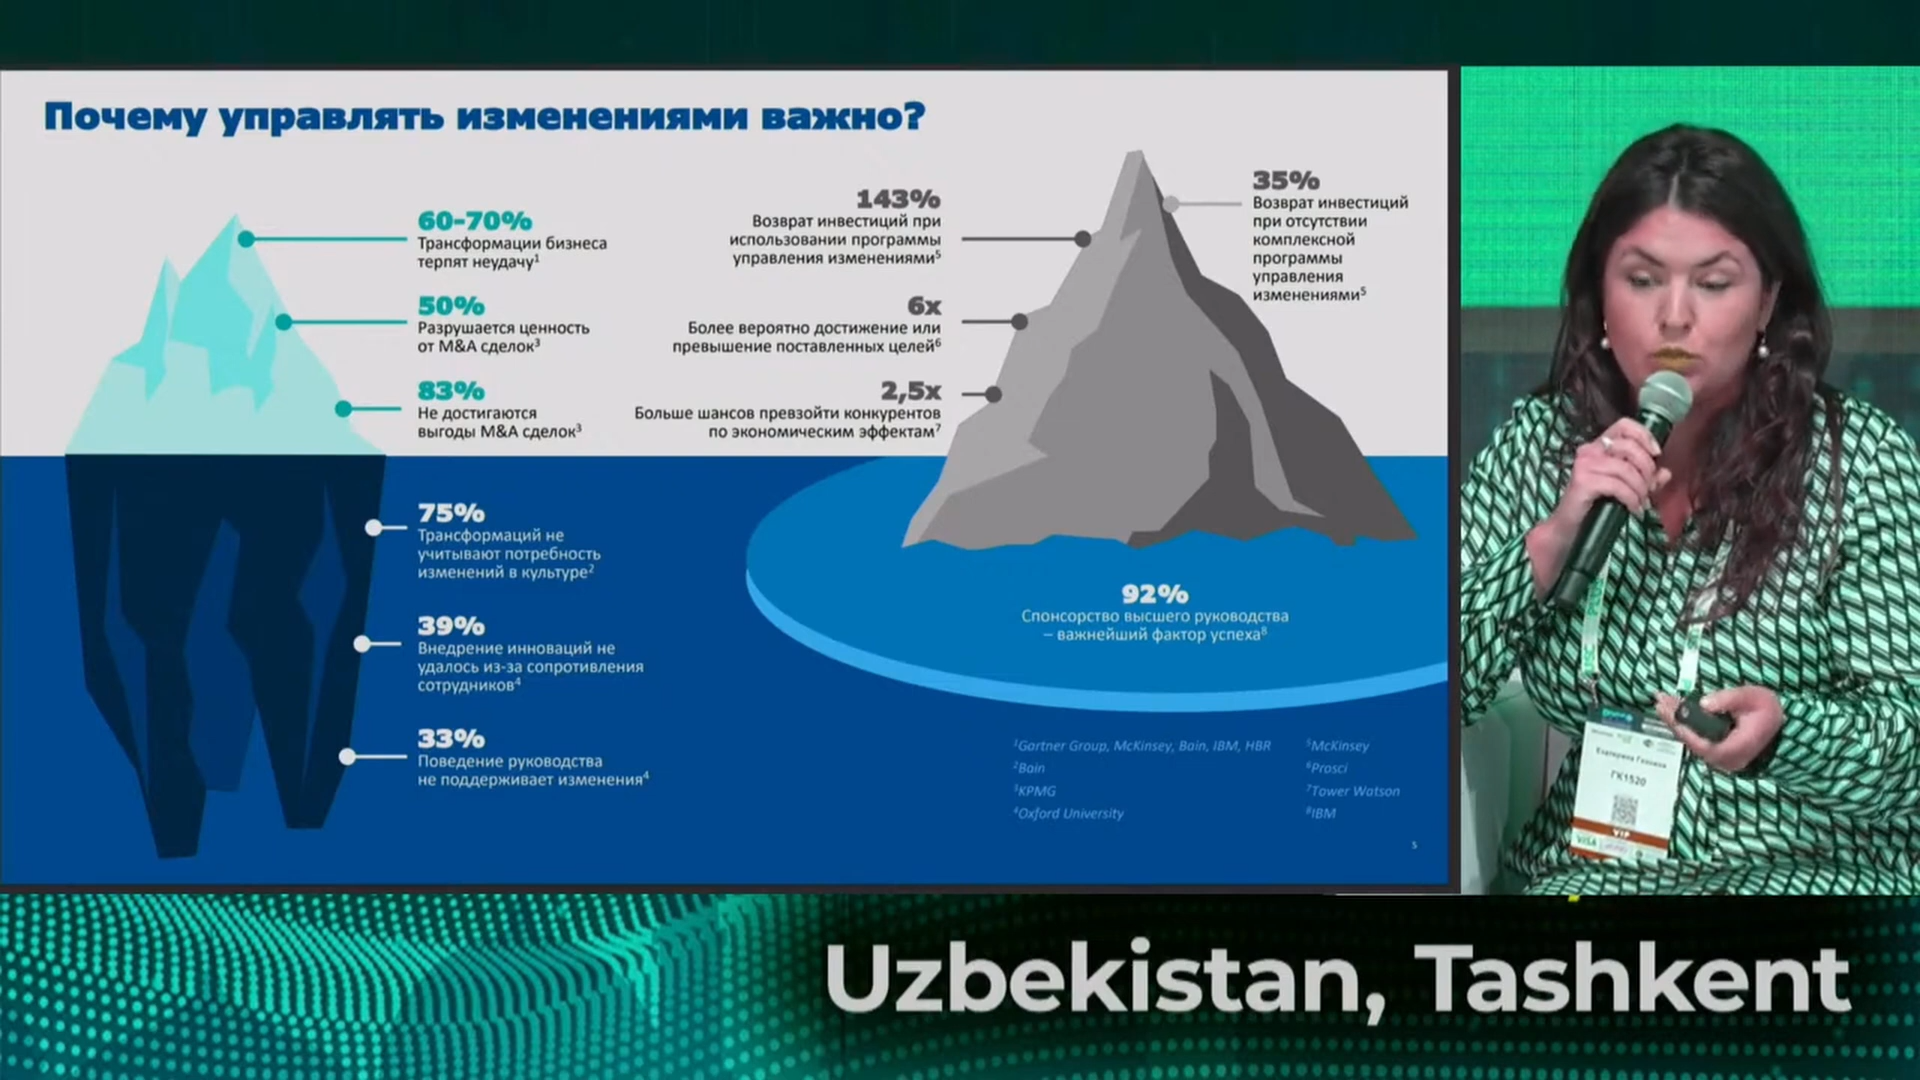 Почему управлять изменениями важно?
60-70%
Трансформации бизнеса
терпят неудачу¹
50%
Разрушается ценность
от M&A сделок³
83%
Не достигаются
выгоды M&A сделок³
75%
Трансформаций не
учитывают потребность
изменений в культуре²
39%
Внедрение инноваций не
удалось из-за сопротивления
сотрудников⁴
33%
Поведение руководства
не поддерживает изменения⁴
143%
Возврат инвестиций при
использовании программы
управления изменениями⁵
6x
Более вероятно достижение или
превышение поставленных целей⁶
2,5x
Больше шансов превзойти конкурентов
по экономическим эффектам⁷
35%
Возврат инвестиций
при отсутствии
комплексной
программы
управления
изменениями⁵
92%
Спонсорство высшего руководства
– важнейший фактор успеха⁸
¹Gartner Group, McKinsey, Bain, IBM, HBR
²Bain
³KPMG
⁴Oxford University
⁵McKinsey
⁶Prosci
⁷Tower Watson
⁸IBM
5
Екатерина
ГК1520
VIP
VISA
Uzbekistan, Tashkent